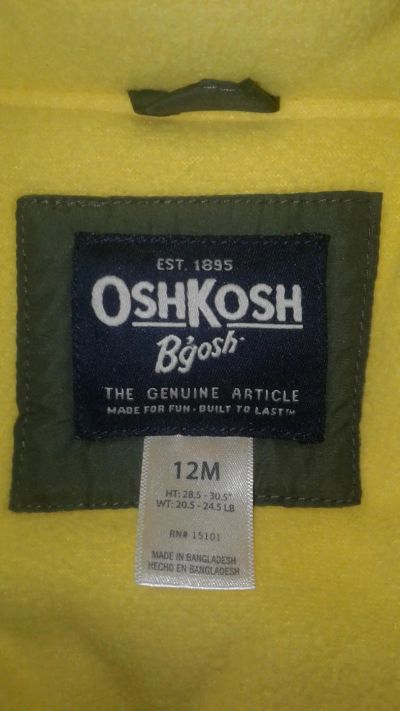 EST. 1895
OSHKOSH
B'gosh.
THE GENUINE ARTICLE
MADE FOR FUN · BUILT TO LAST™
12M
HT: 28.5 - 30.5"
WT: 20.5 - 24.5 LB
RN# 15101
MADE IN BANGLADESH
HECHO EN BANGLADESH